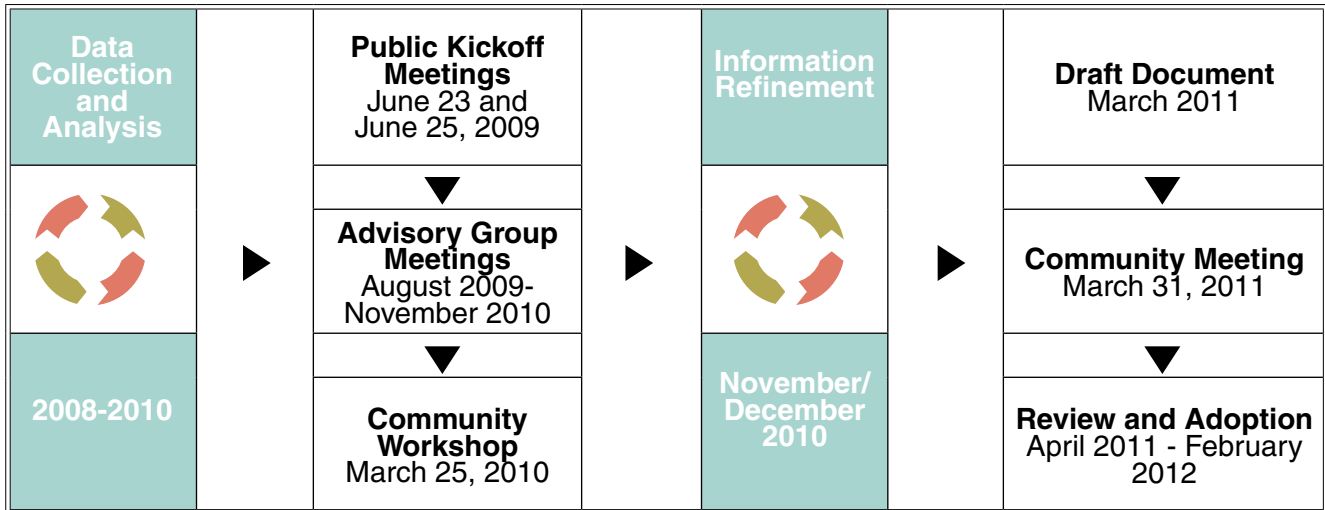 Data
Collection
and
Analysis
2008-2010
Public Kickoff
Meetings
June 23 and
June 25, 2009
Advisory Group
Meetings
August 2009-
November 2010
Community
Workshop
March 25, 2010
Information
Refinement
November/
December
2010
Draft Document
March 2011
Community Meeting
March 31, 2011
Review and Adoption
April 2011 - February
2012